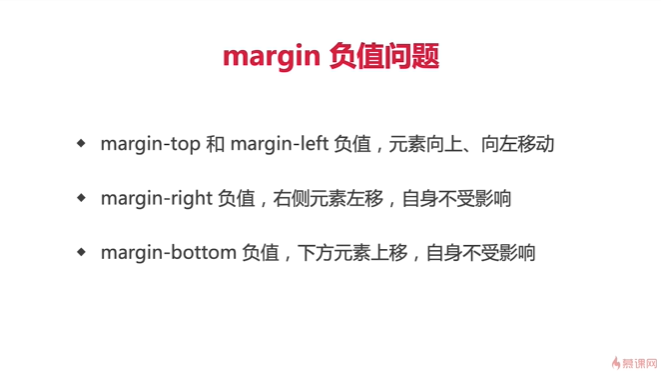 margin 负值问题
margin-top 和 margin-left 负值，元素向上、向左移动
margin-right 负值，右侧元素左移，自身不受影响
margin-bottom 负值，下方元素上移，自身不受影响
慕课网